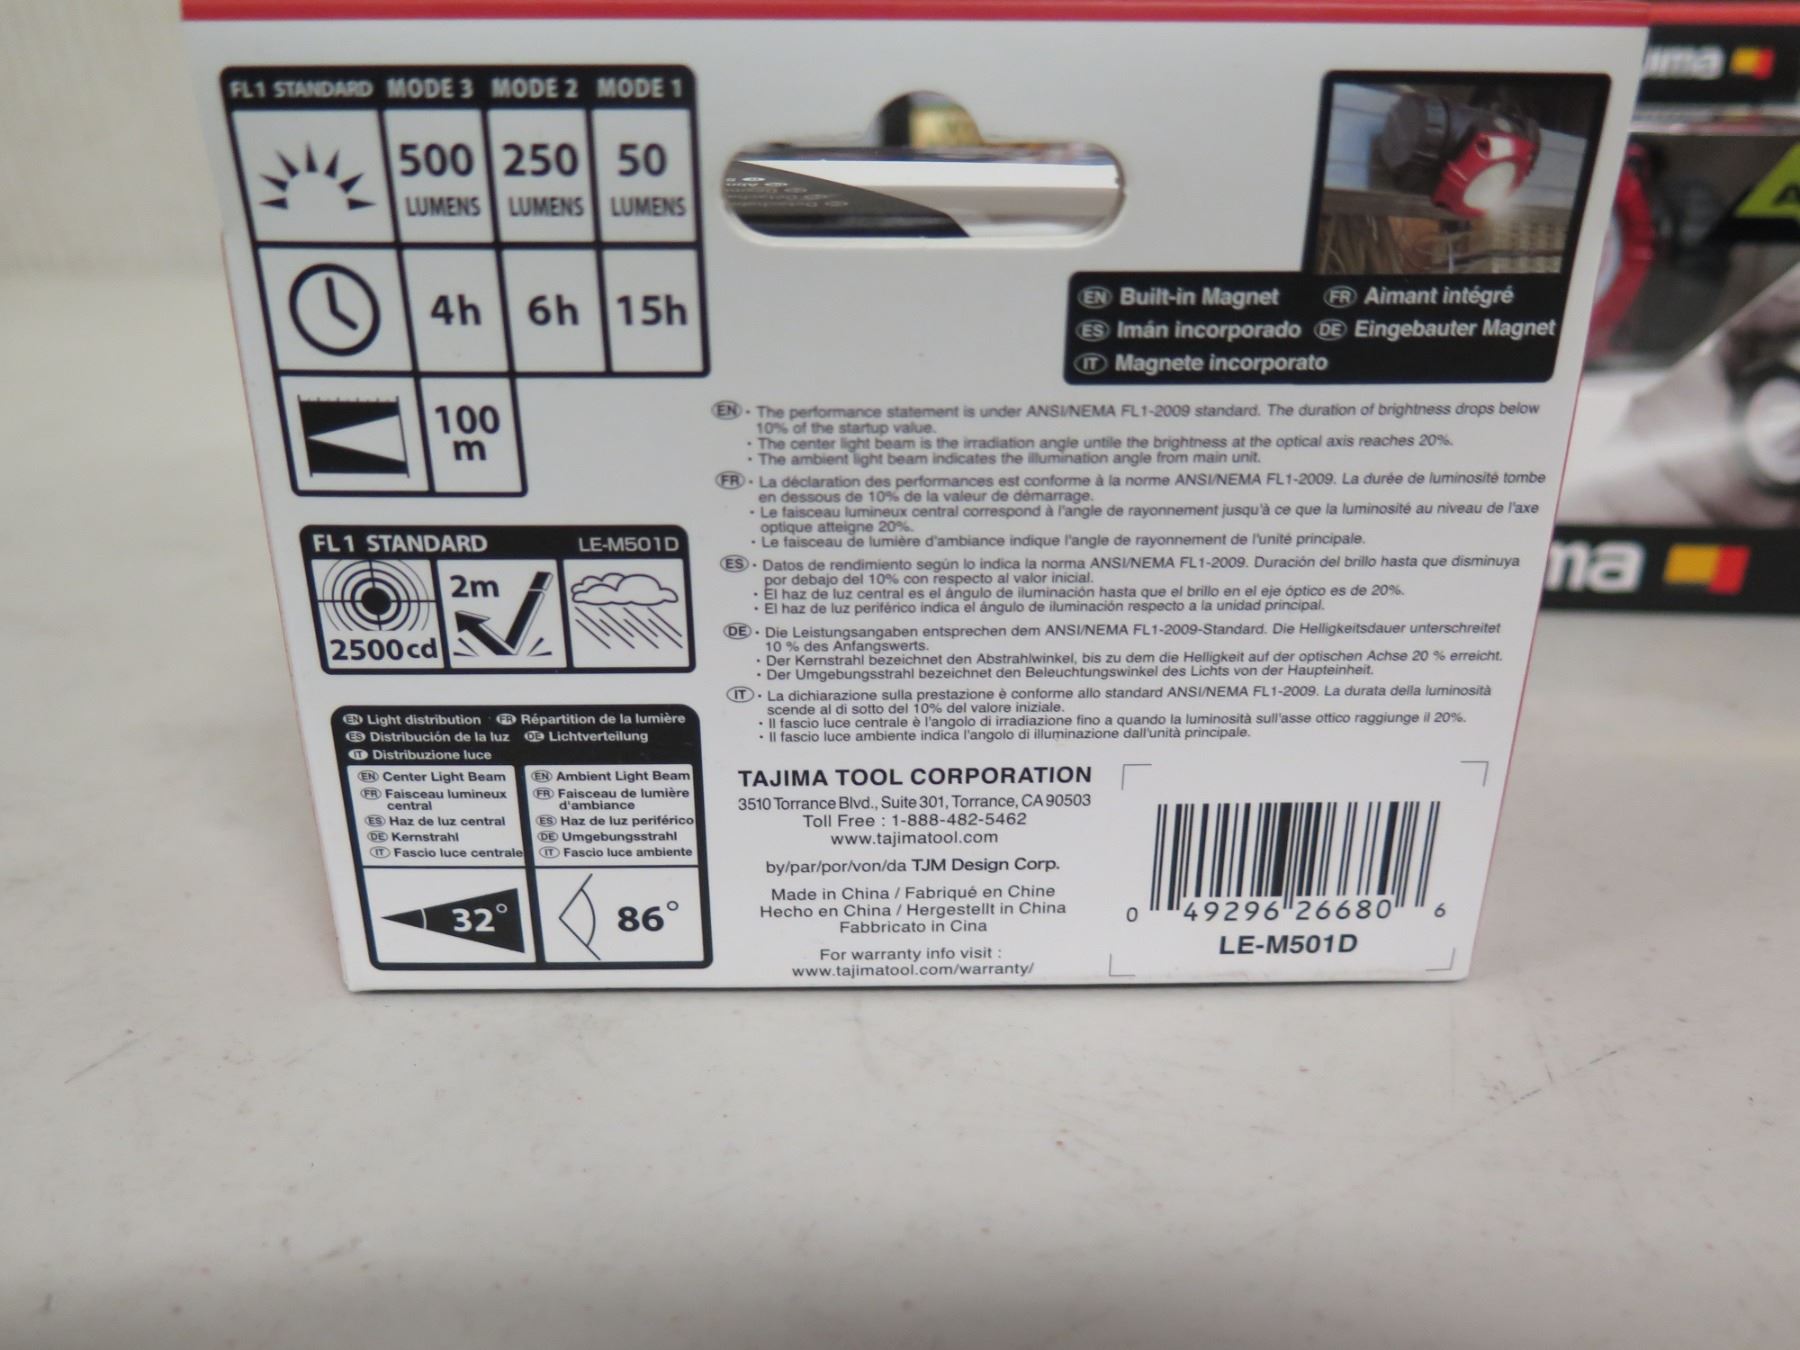 FL1 STANDARD MODE 3 MODE 2 MODE 1
500 LUMENS 250 LUMENS 50 LUMENS
4h 6h 15h
100 m
FL1 STANDARD LE-M501D
2500cd 2m
EN Light distribution FR Répartition de la lumière
ES Distribución de la luz DE Lichtverteilung
IT Distribuzione luce
EN Center Light Beam
FR Faisceau lumineux
central
ES Haz de luz central
DE Kernstrahl
IT Fascio luce centrale
EN Ambient Light Beam
FR Faisceau de lumière
d'ambiance
ES Haz de luz periférico
DE Umgebungsstrahl
IT Fascio luce ambiente
32° 86°
EN Built-in Magnet FR Aimant intégré
ES Imán incorporado DE Eingebauter Magnet
IT Magnete incorporato
EN • The performance statement is under ANSI/NEMA FL1-2009 standard. The duration of brightness drops below
10% of the startup value.
• The center light beam is the irradiation angle untile the brightness at the optical axis reaches 20%.
• The ambient light beam indicates the illumination angle from main unit.
FR • La déclaration des performances est conforme à la norme ANSI/NEMA FL1-2009. La durée de luminosité tombe
en dessous de 10% de la valeur de démarrage.
• Le faisceau lumineux central correspond à l'angle de rayonnement jusqu'à ce que la luminosité au niveau de l'axe
optique atteigne 20%.
• Le faisceau de lumière d'ambiance indique l'angle de rayonnement de l'unité principale.
ES • Datos de rendimiento según lo indica la norma ANSI/NEMA FL1-2009. Duración del brillo hasta que disminuya
por debajo del 10% con respecto al valor inicial.
• El haz de luz central es el ángulo de iluminación hasta que el brillo en el eje óptico es de 20%.
• El haz de luz periférico indica el ángulo de iluminación respecto a la unidad principal.
DE • Die Leistungsangaben entsprechen dem ANSI/NEMA FL1-2009-Standard. Die Helligkeitsdauer unterschreitet
10 % des Anfangswerts.
• Der Kernstrahl bezeichnet den Abstrahlwinkel, bis zu dem die Helligkeit auf der optischen Achse 20 % erreicht.
• Der Umgebungsstrahl bezeichnet den Beleuchtungswinkel des Lichts von der Haupteinheit.
IT • La dichiarazione sulla prestazione è conforme allo standard ANSI/NEMA FL1-2009. La durata della luminosità
scende al di sotto del 10% del valore iniziale.
• Il fascio luce centrale è l'angolo di irradiazione fino a quando la luminosità sull'asse ottico raggiunge il 20%.
• Il fascio luce ambiente indica l'angolo di illuminazione dall'unità principale.
TAJIMA TOOL CORPORATION
3510 Torrance Blvd., Suite 301, Torrance, CA 90503
Toll Free : 1-888-482-5462
www.tajimatool.com
by/par/por/von/da TJM Design Corp.
Made in China / Fabriqué en Chine
Hecho en China / Hergestellt in China
Fabbricato in Cina
For warranty info visit :
www.tajimatool.com/warranty/
0 49296 26680 6
LE-M501D
ima
ma